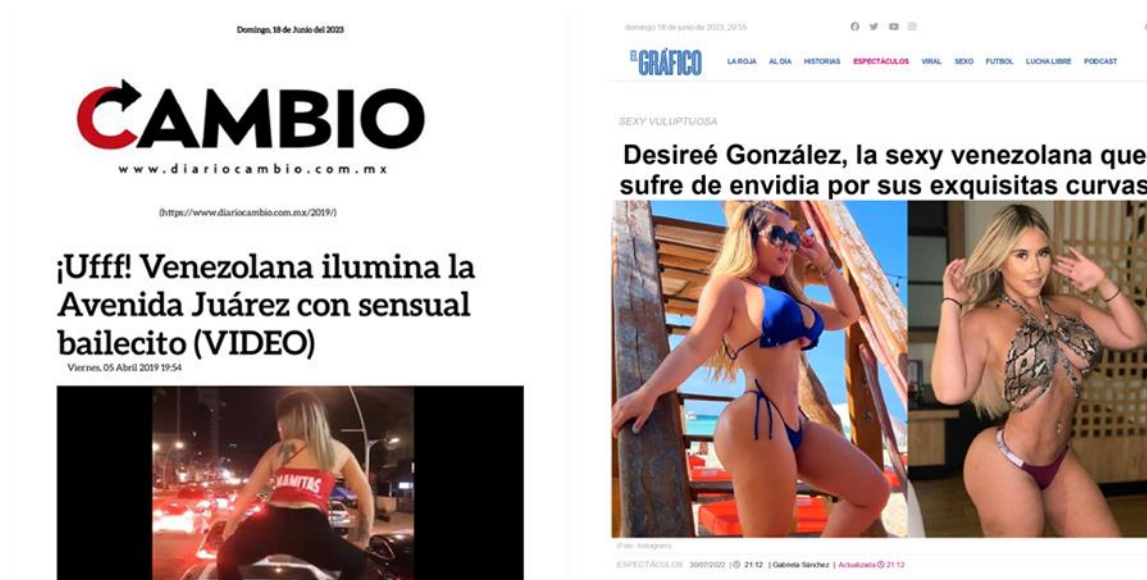 Domingo, 18 de Junio del 2023
CAMBIO
www.diariocambio.com.mx
(https://www.diariocambio.com.mx/2019/)
¡Ufff! Venezolana ilumina la
Avenida Juárez con sensual
bailecito (VIDEO)
Viernes, 05 Abril 2019 19:54
MAMITAS
domingo 18 de junio de 2023, 20:55
EL GRÁFICO
LA ROJA AL DÍA HISTORIAS ESPECTÁCULOS VIRAL SEXO FUTBOL LUCHA LIBRE PODCAST
SEXY VULUPTUOSA
Desireé González, la sexy venezolana que
sufre de envidia por sus exquisitas curvas
(Foto: Instagram)
ESPECTÁCULOS 30/07/2022 | 21:12 | Gabriela Sánchez | Actualizada 21:12